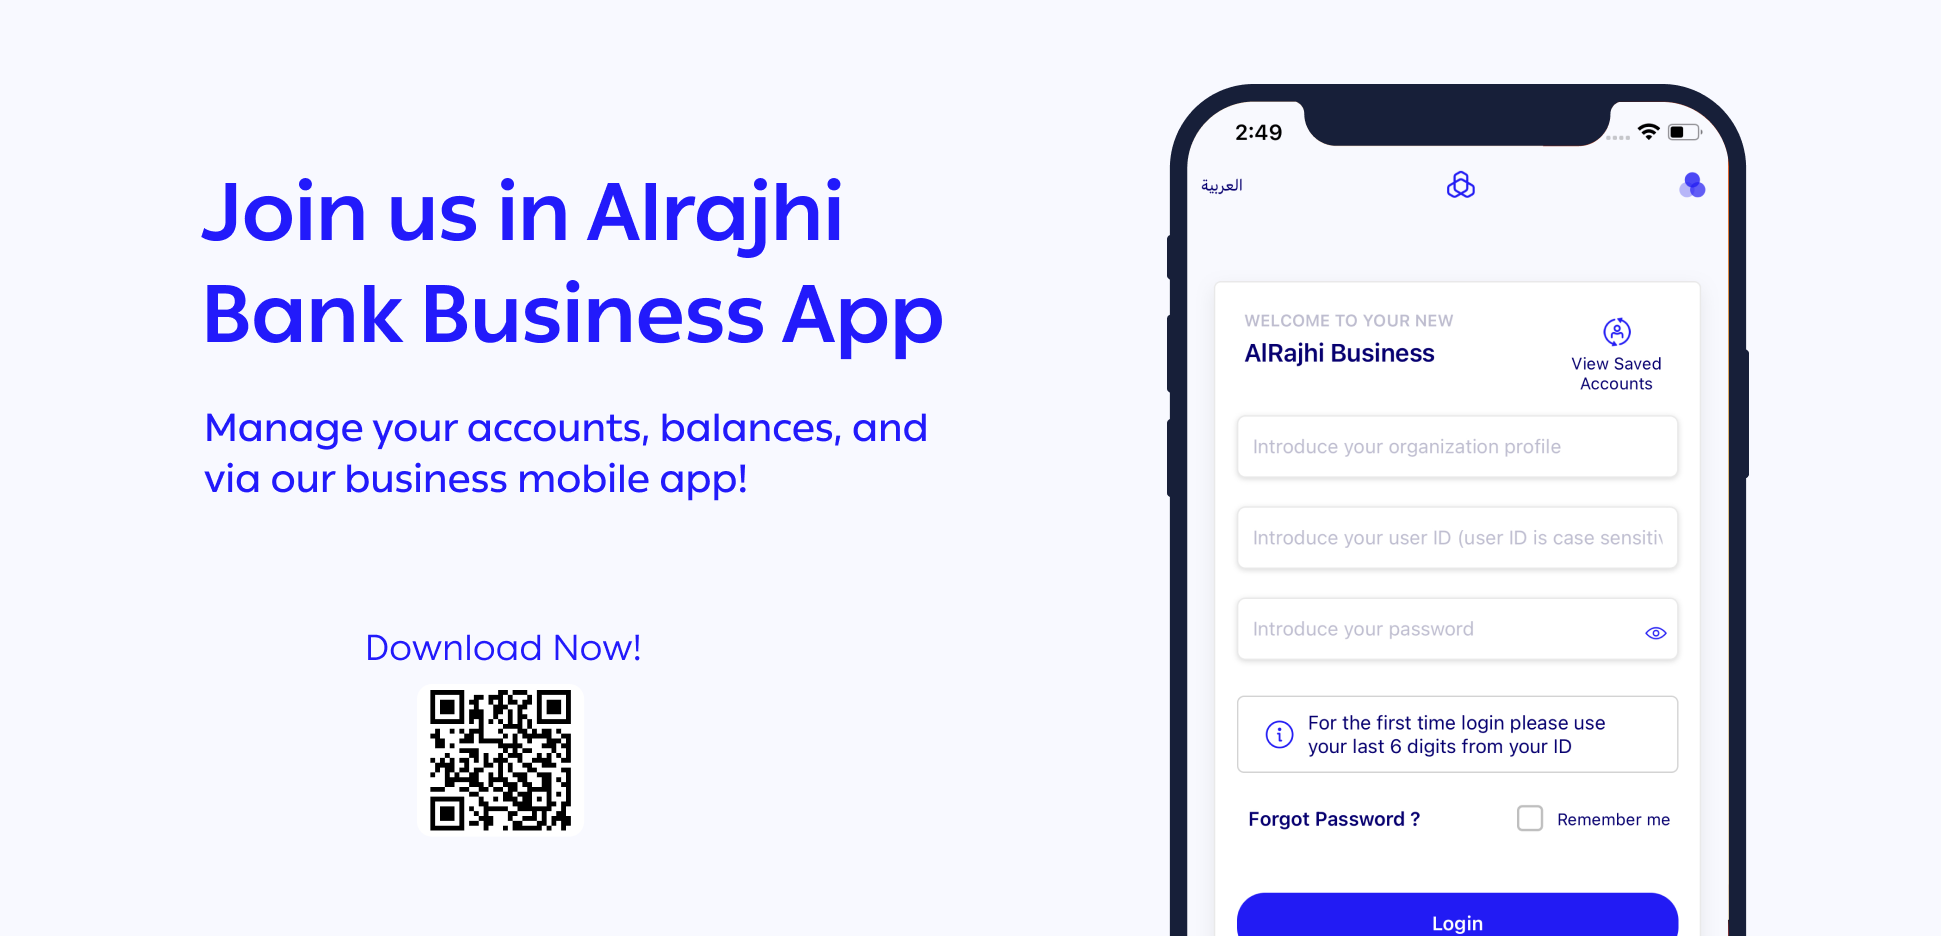 Join us in Alrajhi
Bank Business App
Manage your accounts, balances, and
via our business mobile app!
Download Now!
2:49
العربية
WELCOME TO YOUR NEW
AlRajhi Business
View Saved
Accounts
Introduce your organization profile
Introduce your user ID (user ID is case sensitiv
Introduce your password
For the first time login please use
your last 6 digits from your ID
Forgot Password ?
Remember me
Login